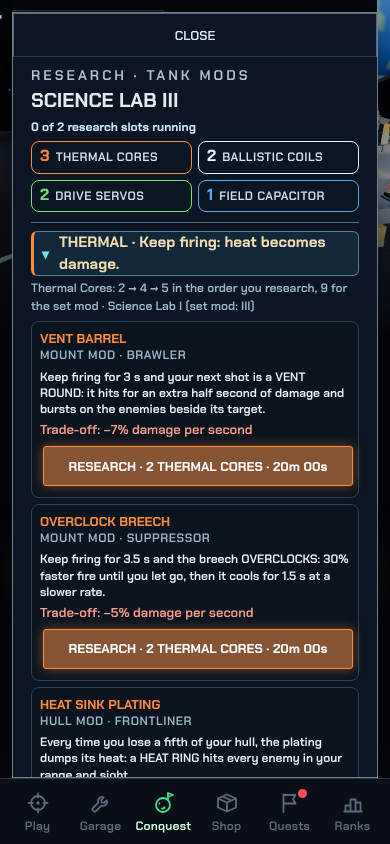 CLOSE
RESEARCH · TANK MODS
SCIENCE LAB III
0 of 2 research slots running
3 THERMAL CORES
2 BALLISTIC COILS
2 DRIVE SERVOS
1 FIELD CAPACITOR
▼ THERMAL · Keep firing: heat becomes
damage.
Thermal Cores: 2 → 4 → 5 in the order you research, 9 for
the set mod · Science Lab I (set mod: III)
VENT BARREL
MOUNT MOD · BRAWLER
Keep firing for 3 s and your next shot is a VENT
ROUND: it hits for an extra half second of damage and
bursts on the enemies beside its target.
Trade-off: –7% damage per second
RESEARCH · 2 THERMAL CORES · 20m 00s
OVERCLOCK BREECH
MOUNT MOD · SUPPRESSOR
Keep firing for 3.5 s and the breech OVERCLOCKS: 30%
faster fire until you let go, then it cools for 1.5 s at a
slower rate.
Trade-off: –5% damage per second
RESEARCH · 2 THERMAL CORES · 20m 00s
HEAT SINK PLATING
HULL MOD · FRONTLINER
Every time you lose a fifth of your hull, the plating
dumps its heat: a HEAT RING hits every enemy in your
range and sight.
Play
Garage
Conquest
Shop
Quests
Ranks